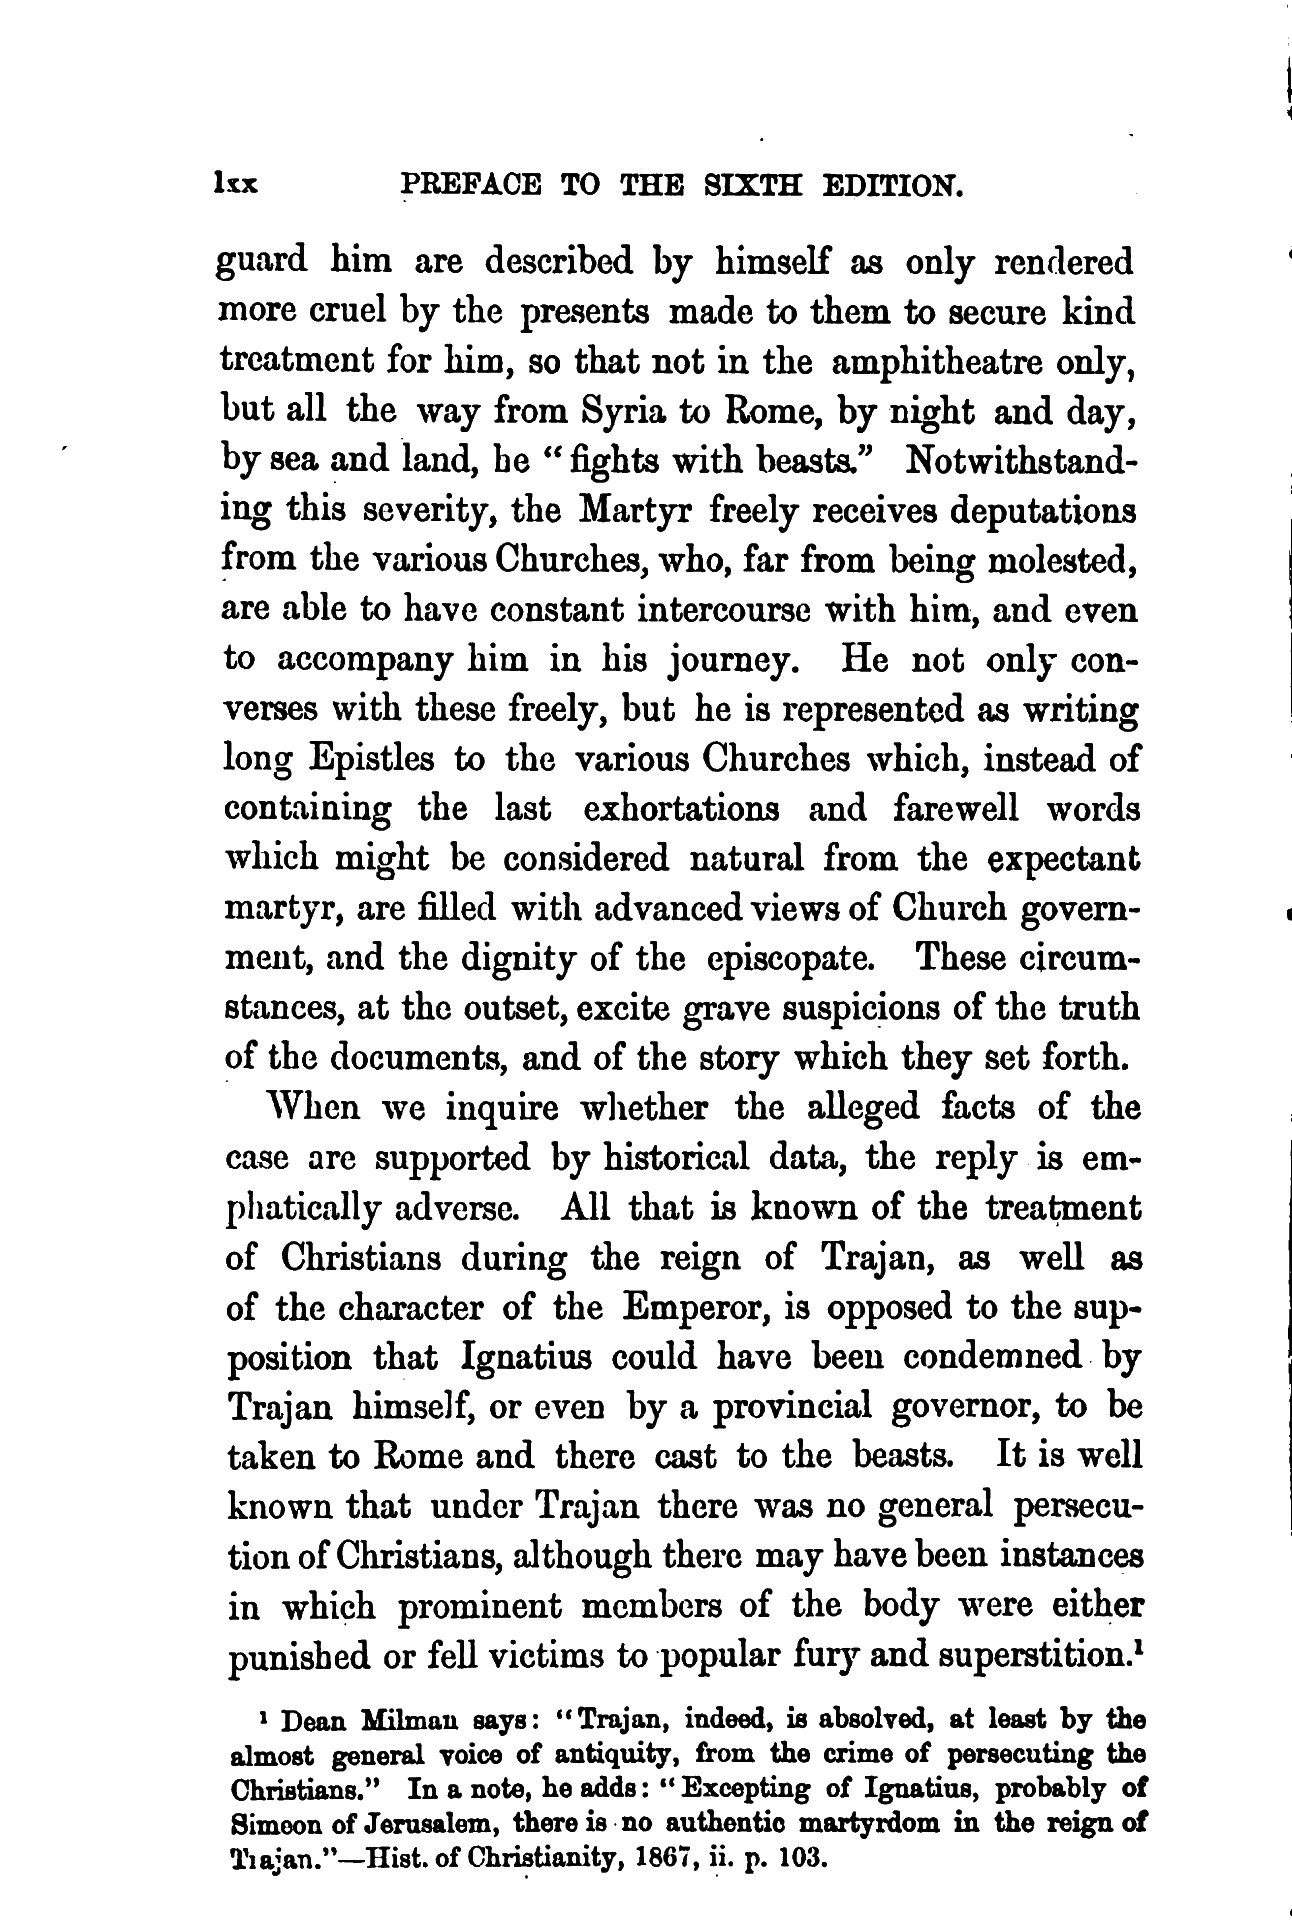 lxx PREFACE TO THE SIXTH EDITION.
guard him are described by himself as only rendered
more cruel by the presents made to them to secure kind
treatment for him, so that not in the amphitheatre only,
but all the way from Syria to Rome, by night and day,
by sea and land, he “fights with beasts.” Notwithstand-
ing this severity, the Martyr freely receives deputations
from the various Churches, who, far from being molested,
are able to have constant intercourse with him, and even
to accompany him in his journey. He not only con-
verses with these freely, but he is represented as writing
long Epistles to the various Churches which, instead of
containing the last exhortations and farewell words
which might be considered natural from the expectant
martyr, are filled with advanced views of Church govern-
ment, and the dignity of the episcopate. These circum-
stances, at the outset, excite grave suspicions of the truth
of the documents, and of the story which they set forth.
When we inquire whether the alleged facts of the
case are supported by historical data, the reply is em-
phatically adverse. All that is known of the treatment
of Christians during the reign of Trajan, as well as
of the character of the Emperor, is opposed to the sup-
position that Ignatius could have been condemned by
Trajan himself, or even by a provincial governor, to be
taken to Rome and there cast to the beasts. It is well
known that under Trajan there was no general persecu-
tion of Christians, although there may have been instances
in which prominent members of the body were either
punished or fell victims to popular fury and superstition.¹
¹ Dean Milman says: “Trajan, indeed, is absolved, at least by the
almost general voice of antiquity, from the crime of persecuting the
Christians.” In a note, he adds: “Excepting of Ignatius, probably of
Simeon of Jerusalem, there is no authentic martyrdom in the reign of
Trajan.”—Hist. of Christianity, 1867, ii. p. 103.